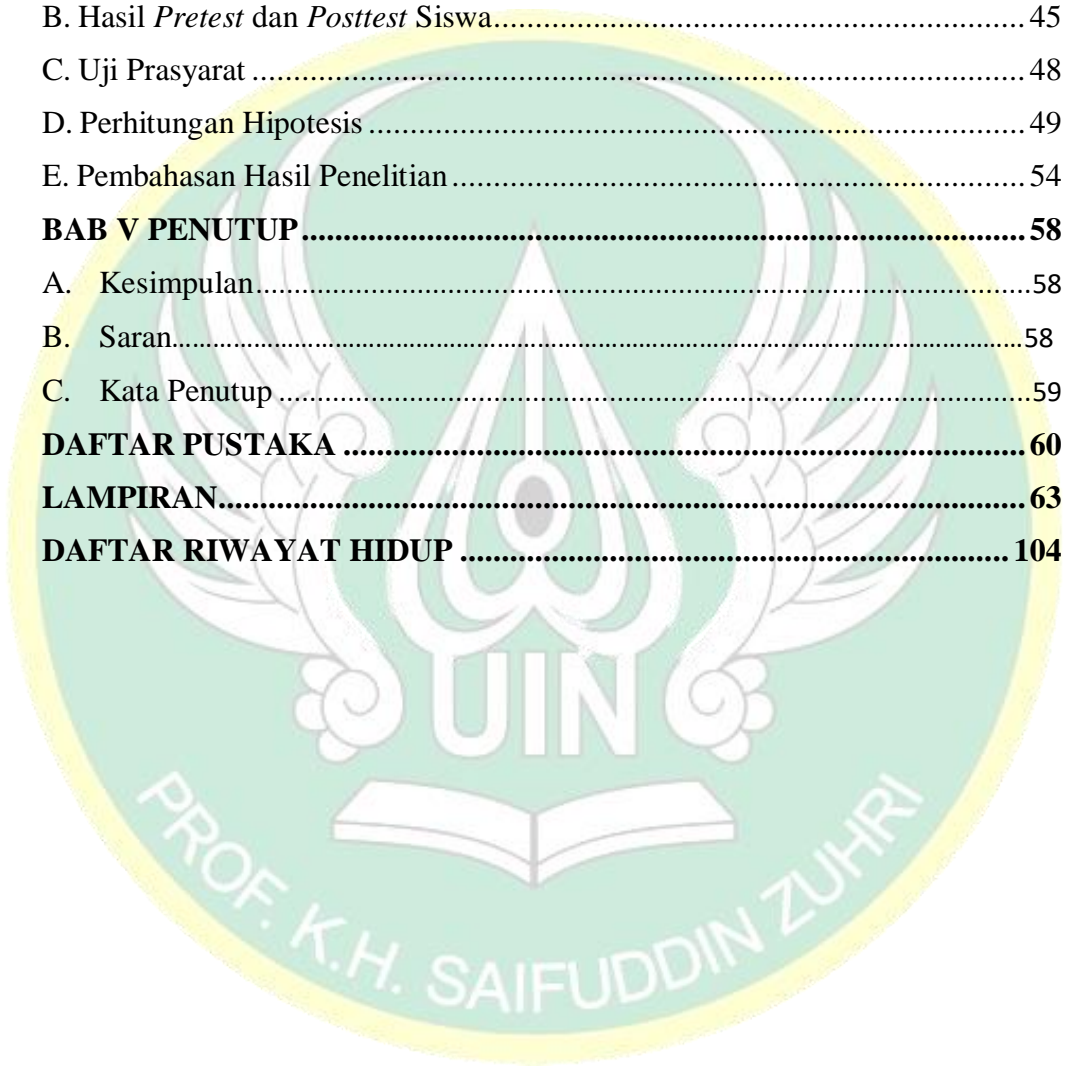 B. Hasil Pretest dan Posttest Siswa.......................................................................................... 45
C. Uji Prasyarat .......................................................................................... 48
D. Perhitungan Hipotesis .......................................................................................... 49
E. Pembahasan Hasil Penelitian .......................................................................................... 54
BAB V PENUTUP .......................................................................................... 58
A. Kesimpulan..........................................................................................58
B. Saran..........................................................................................58
C. Kata Penutup ..........................................................................................59
DAFTAR PUSTAKA .......................................................................................... 60
LAMPIRAN.......................................................................................... 63
DAFTAR RIWAYAT HIDUP .......................................................................................... 104
UIN
PROF. K.H. SAIFUDDIN ZUHRI